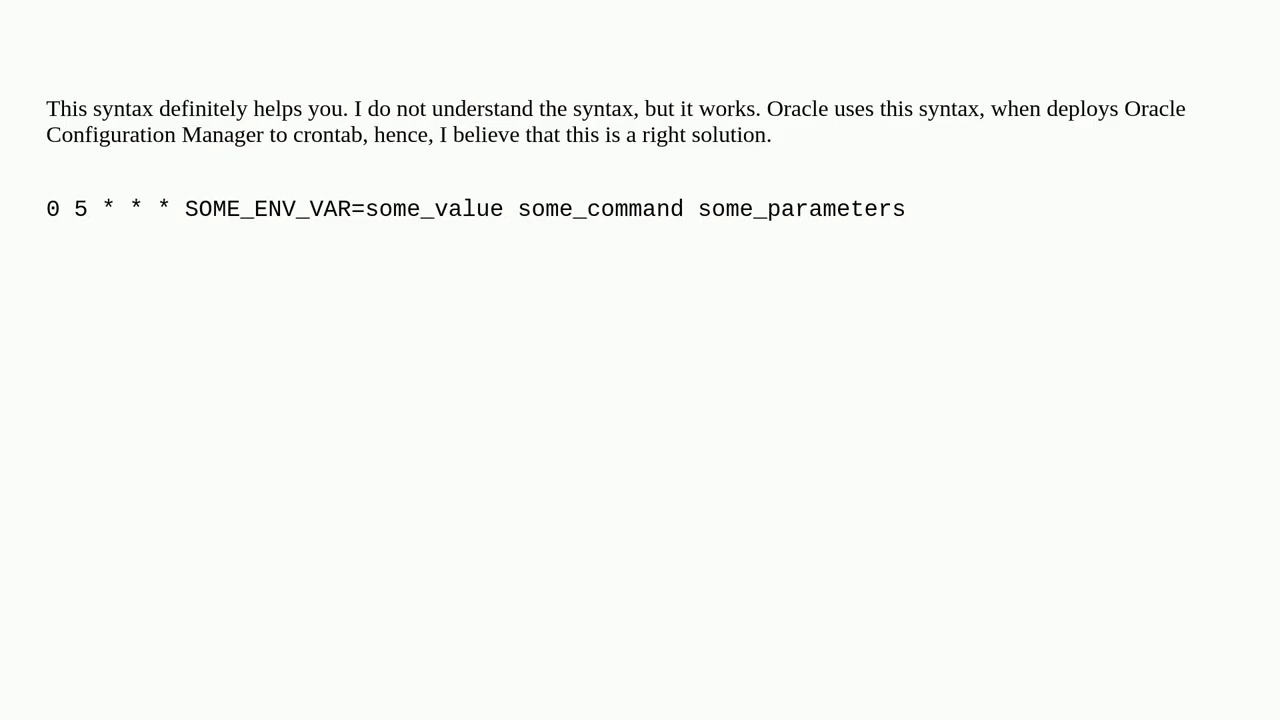 This syntax definitely helps you. I do not understand the syntax, but it works. Oracle uses this syntax, when deploys Oracle
Configuration Manager to crontab, hence, I believe that this is a right solution.
0 5 * * * SOME_ENV_VAR=some_value some_command some_parameters